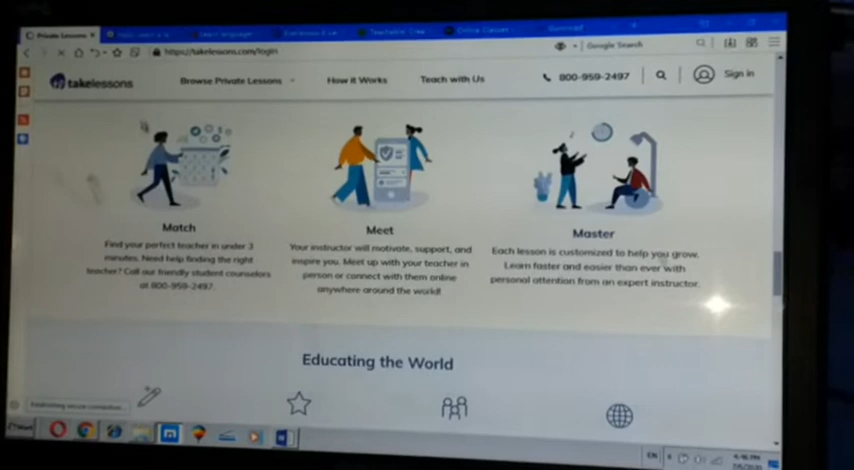 Private Lessons
https://takelessons.com/login
Google Search
takelessons
Browse Private Lessons
How it Works
Teach with Us
800-959-2497
Sign in
Match
Find your perfect teacher in under 3
minutes. Need help finding the right
teacher? Call our friendly student counselors
at 800-959-2497.
Meet
Your instructor will motivate, support, and
inspire you. Meet up with your teacher in
person or connect with them online
anywhere around the world!
Master
Each lesson is customized to help you grow.
Learn faster and easier than ever with
personal attention from an expert instructor.
Educating the World
Start
EN